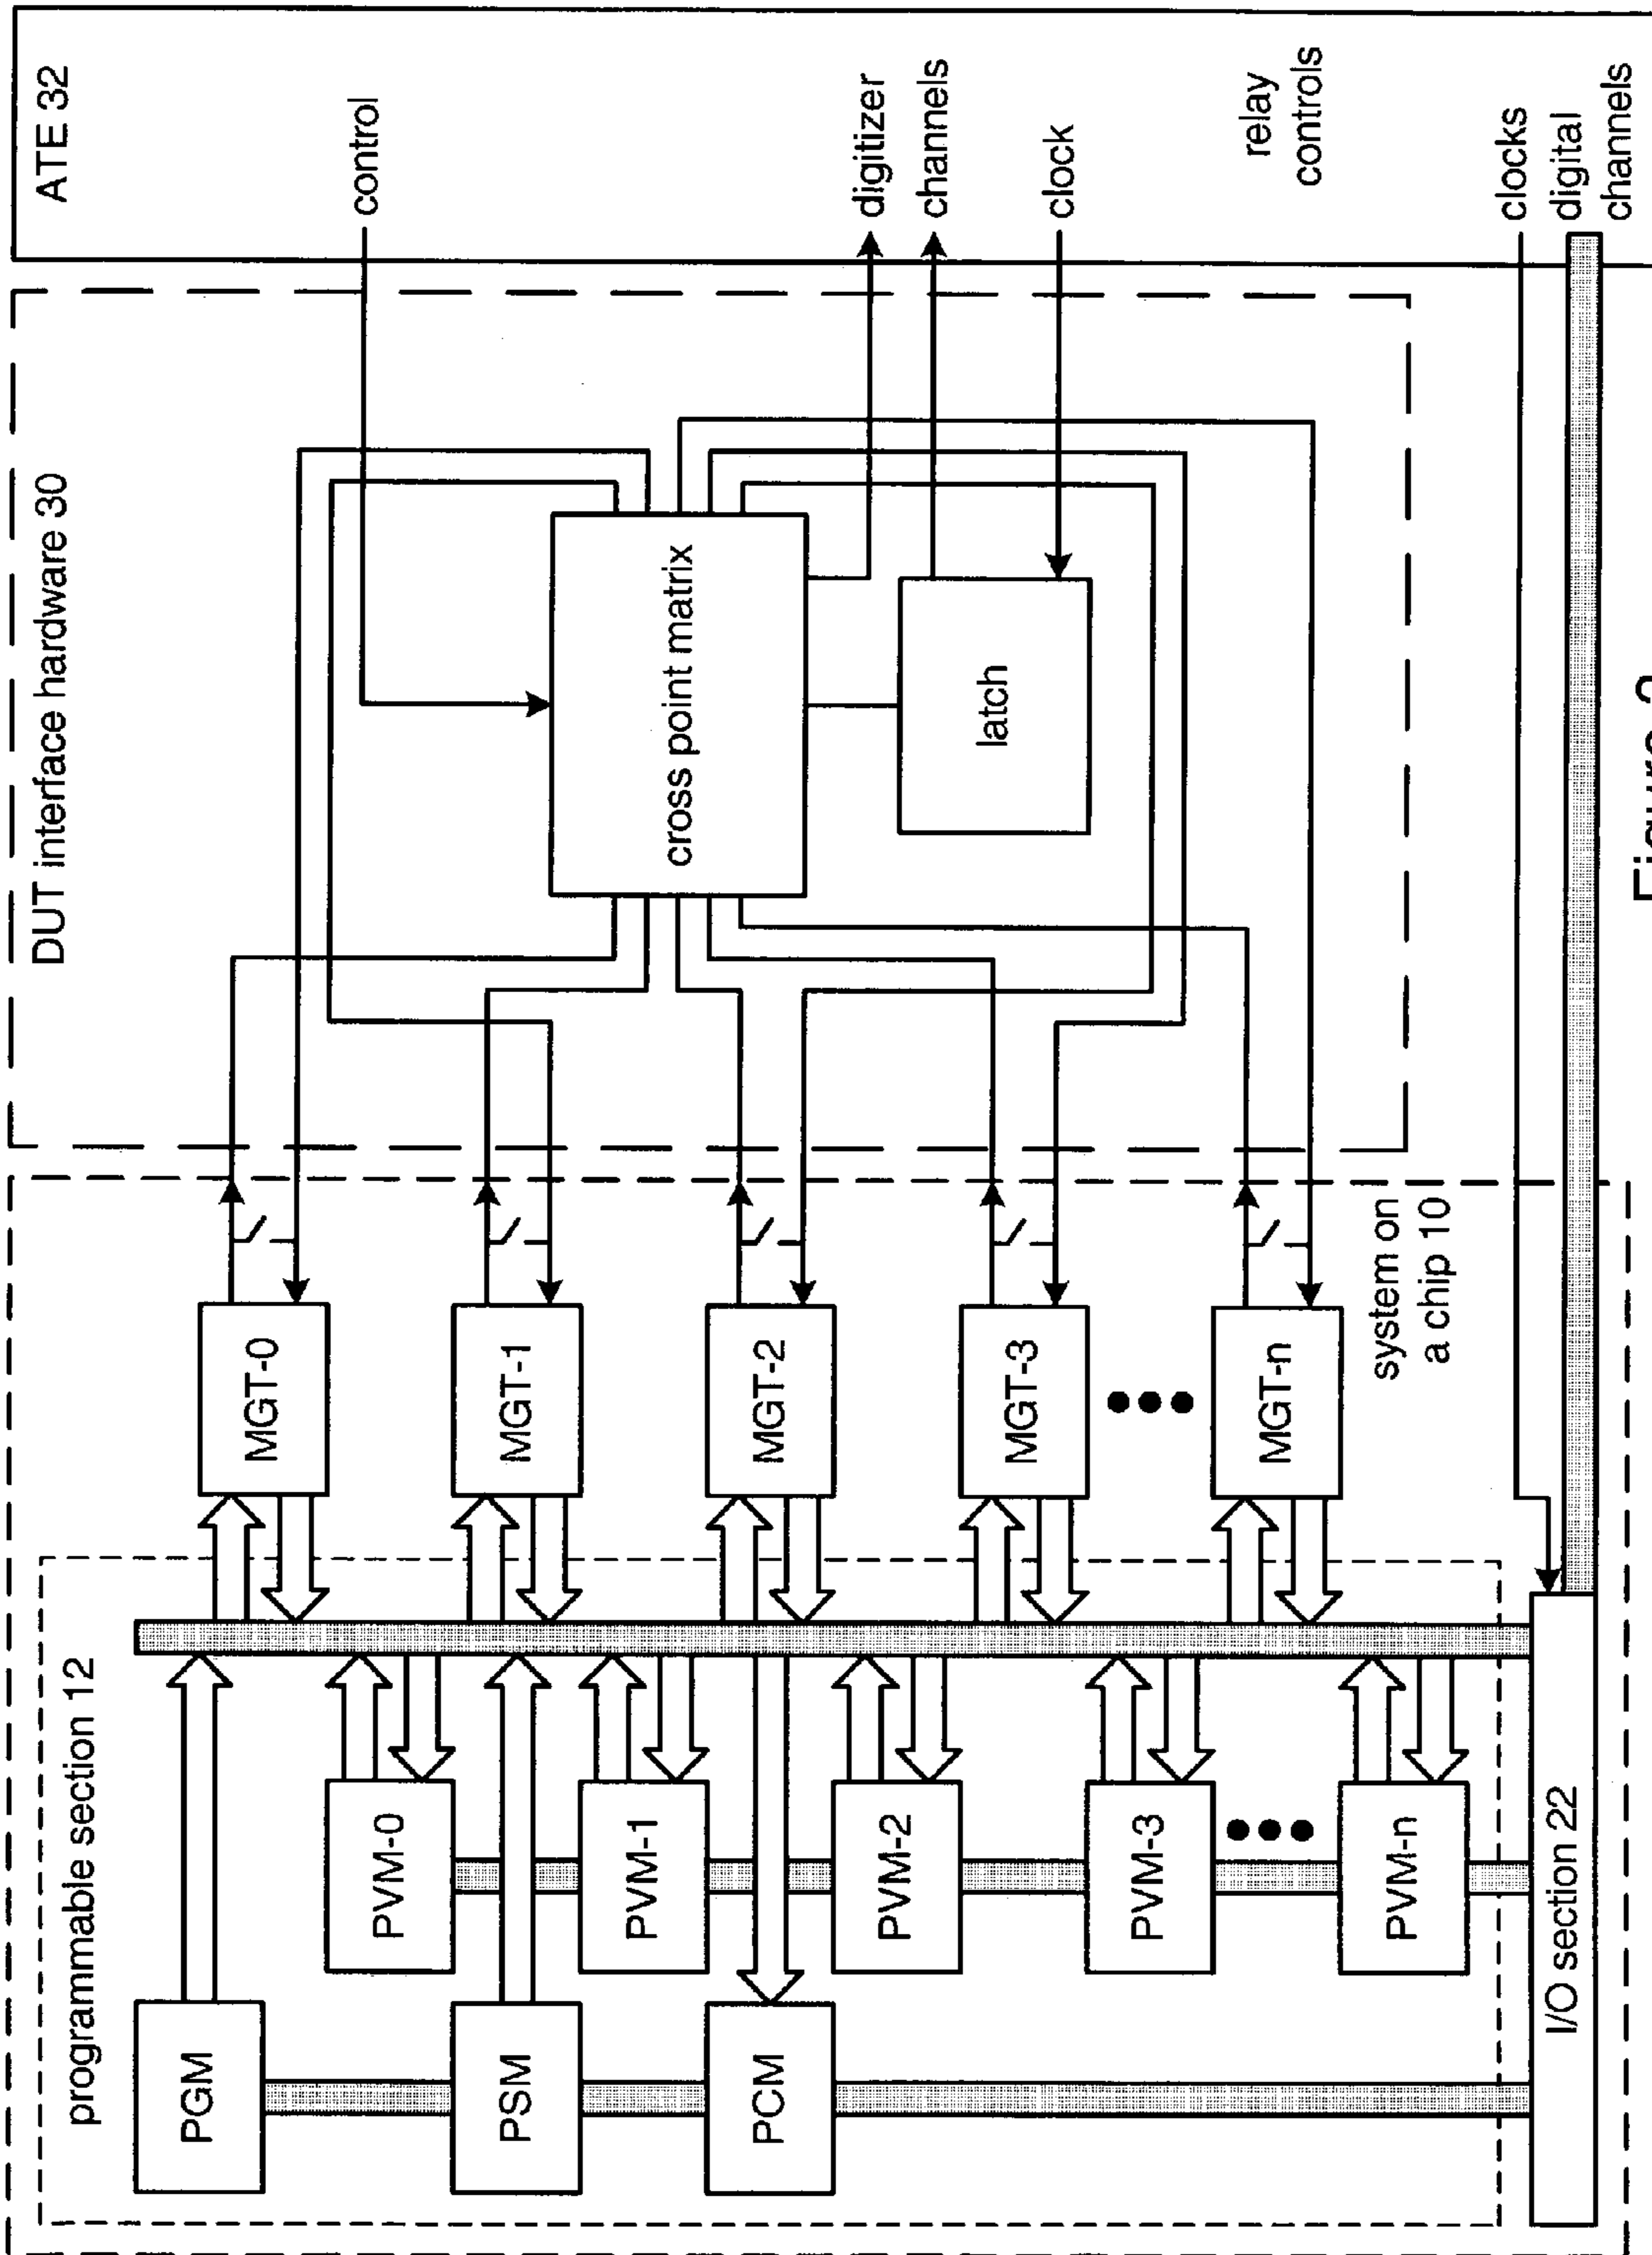 programmable section 12
PGM
PSM
PCM
PVM-0
PVM-1
PVM-2
PVM-3
PVM-n
I/O section 22
MGT-0
MGT-1
MGT-2
MGT-3
MGT-n
system on
a chip 10
DUT interface hardware 30
cross point matrix
latch
ATE 32
control
digitizer
channels
clock
relay
controls
clocks
digital
channels
Figure